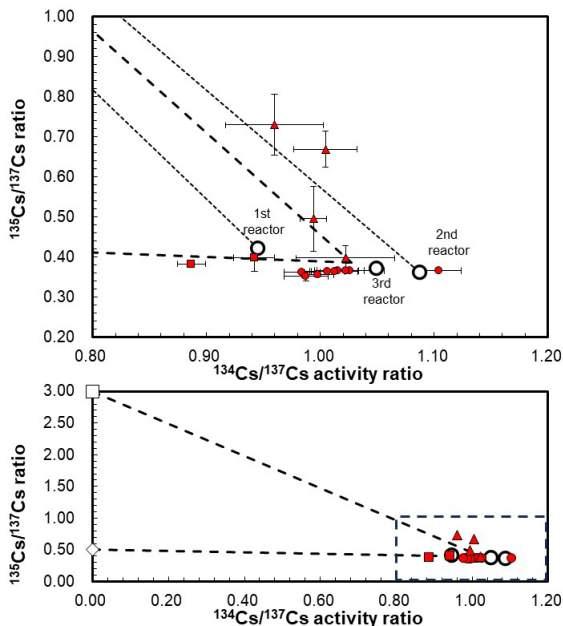 1.00
0.90
0.80
0.70
0.60
0.50
0.40
0.30
0.20
¹³⁵Cs/¹³⁷Cs ratio
1st
reactor
2nd
reactor
3rd
reactor
0.80 0.90 1.00 1.10 1.20
¹³⁴Cs/¹³⁷Cs activity ratio
3.00
2.50
2.00
1.50
1.00
0.50
0.00
¹³⁵Cs/¹³⁷Cs ratio
0.00 0.20 0.40 0.60 0.80 1.00 1.20
¹³⁴Cs/¹³⁷Cs activity ratio